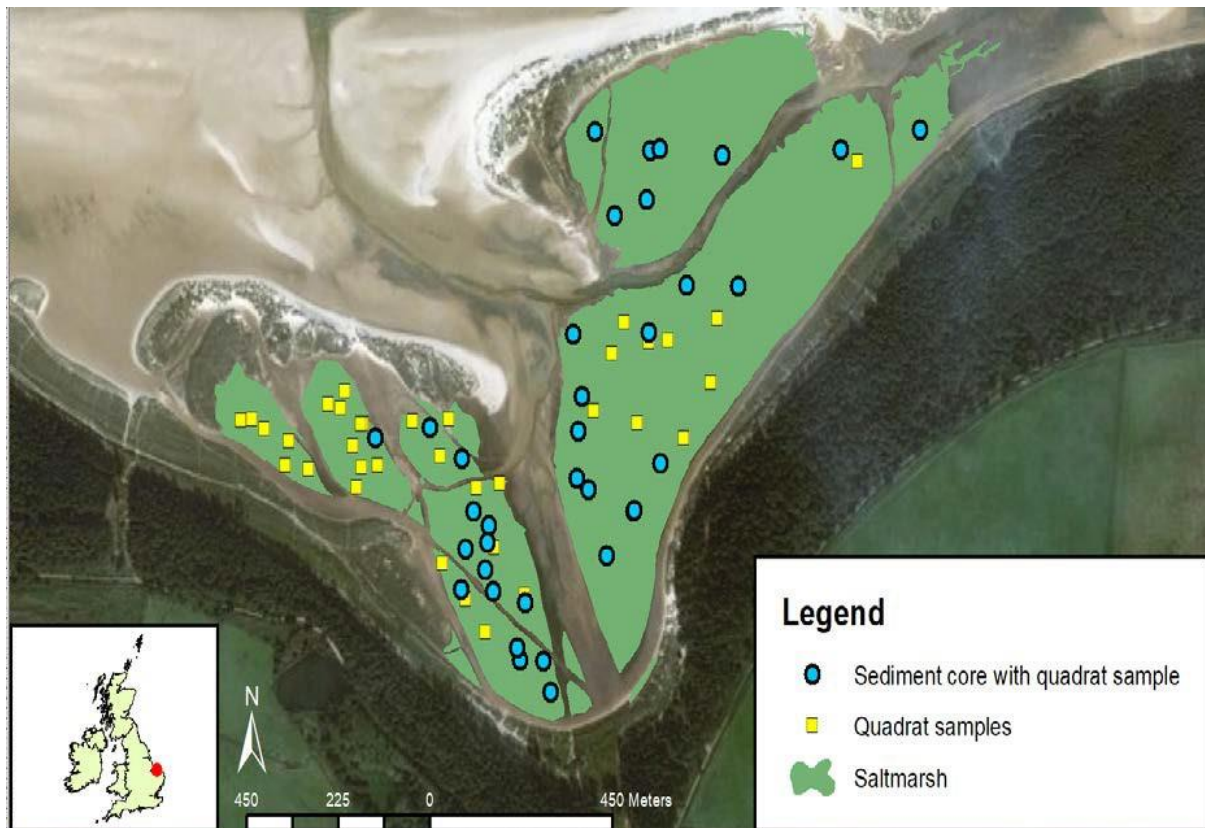 Legend
Sediment core with quadrat sample
Quadrat samples
Saltmarsh
N
450 225 0 450 Meters